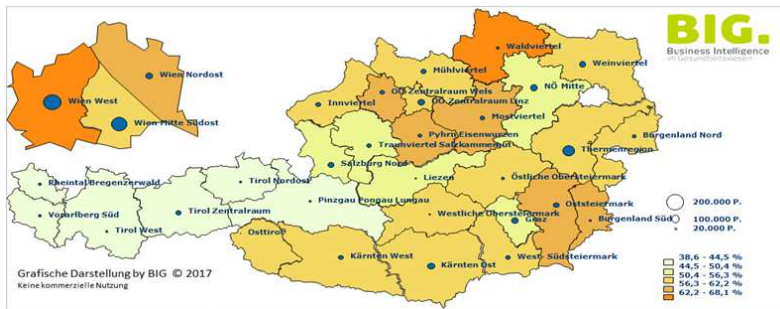 BIG.
Business Intelligence
im Gesundheitswesen
Waldviertel
Weinviertel
Mühlviertel
Wien Nordost
Wien West
Wien Mitte Südost
OÖ Zentralraum Wels
NÖ Mitte
Innviertel
OÖ Zentralraum Linz
Mostviertel
Pyhrn Eisenwurzen
Burgenland Nord
Traunviertel Salzkammergut
Thermenregion
Salzburg Nord
Liezen
Östliche Obersteiermark
Rheintal Bregenzerwald
Tirol Nordost
Pinzgau Pongau Lungau
Oststeiermark
Vorarlberg Süd
Tirol Zentralraum
Westliche Obersteiermark
Graz
Burgenland Süd
Tirol West
Osttirol
Kärnten West
Kärnten Ost
West- Südsteiermark
200.000 P.
100.000 P.
20.000 P.
38,6 - 44,5 %
44,5 - 50,4 %
50,4 - 56,3 %
56,3 - 62,2 %
62,2 - 68,1 %
Grafische Darstellung by BIG © 2017
Keine kommerzielle Nutzung